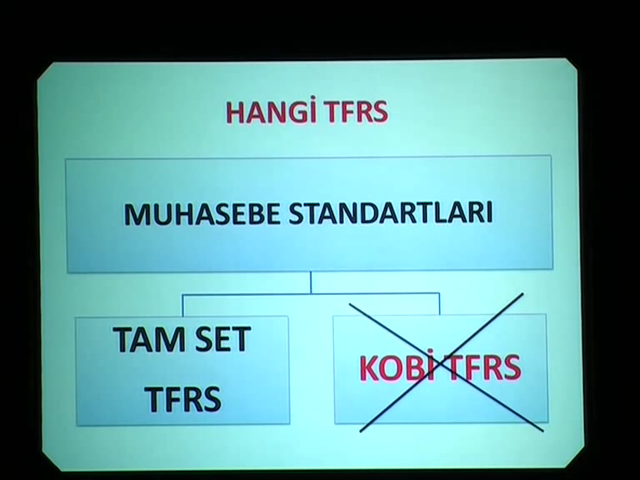 HANGİ TFRS
MUHASEBE STANDARTLARI
TAM SET
TFRS
KOBİ TFRS